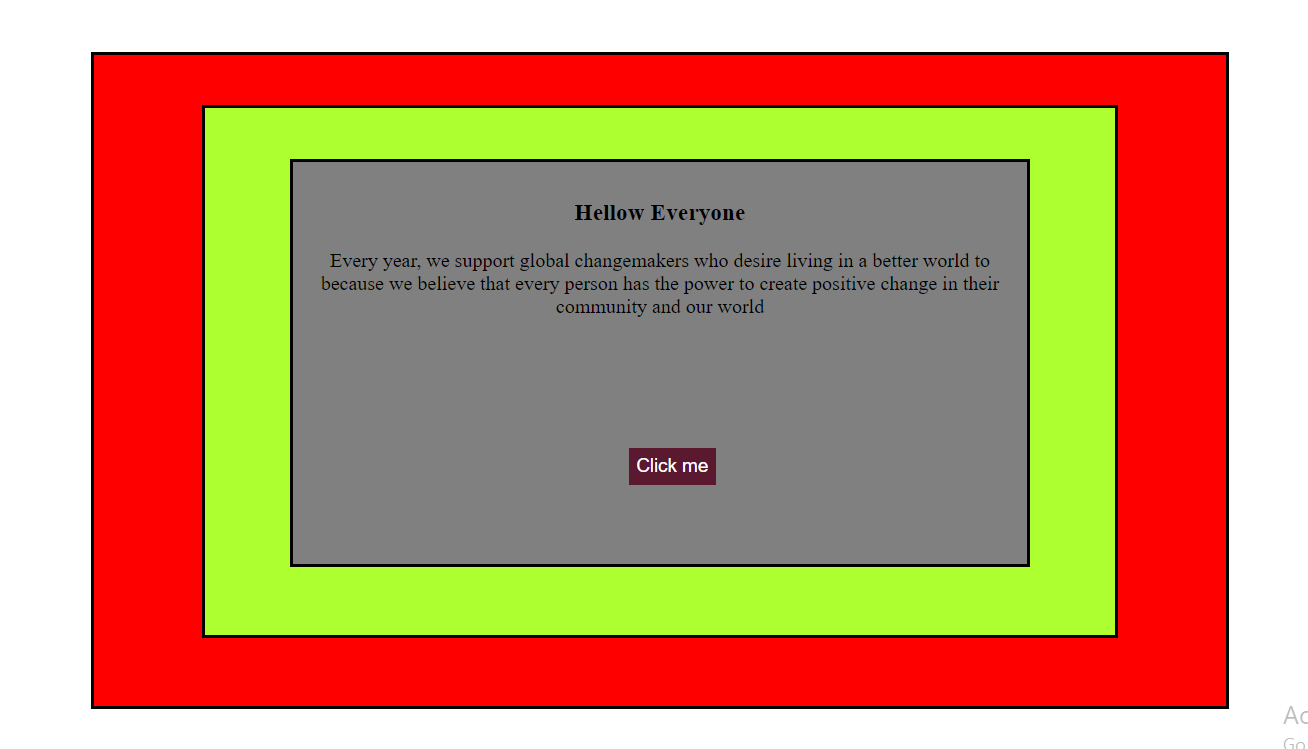 Hellow Everyone
Every year, we support global changemakers who desire living in a better world to
because we believe that every person has the power to create positive change in their
community and our world
Click me
Ac
Go